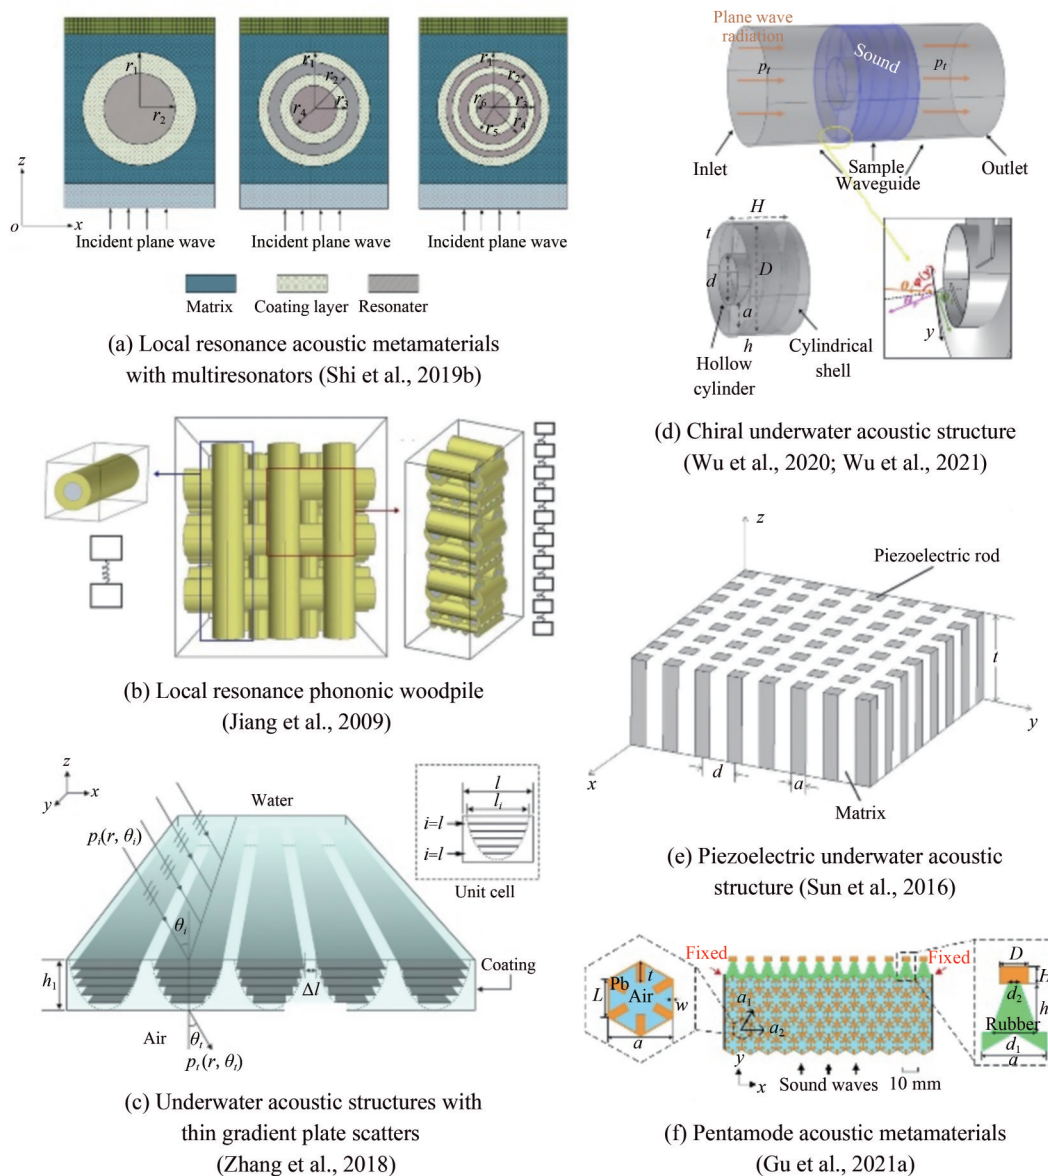 r1
r2
r1
r2
r3
r4
r1
r2
r3
r4
r5
r6
z
o
x
Incident plane wave
Incident plane wave
Incident plane wave
Matrix
Coating layer
Resonater
(a) Local resonance acoustic metamaterials
with multiresonators (Shi et al., 2019b)
(b) Local resonance phononic woodpile
(Jiang et al., 2009)
z
y
x
Water
pi(r, θi)
θi
h1
Δl
Coating
Air
θt
pt(r, θt)
l
li
i=l
i=l
Unit cell
(c) Underwater acoustic structures with
thin gradient plate scatters
(Zhang et al., 2018)
Plane wave
radiation
Sound
pt
pt
Inlet
Sample
Waveguide
Outlet
H
t
D
d
a
h
Hollow
cylinder
Cylindrical
shell
φ(y)
θ
y
(d) Chiral underwater acoustic structure
(Wu et al., 2020; Wu et al., 2021)
z
Piezoelectric rod
t
y
x
d
a
Matrix
(e) Piezoelectric underwater acoustic
structure (Sun et al., 2016)
Fixed
Fixed
t
Pb
Air
L
w
a
a1
a2
y
x
Sound waves
10 mm
D
H
d2
h
Rubber
d1
a
(f) Pentamode acoustic metamaterials
(Gu et al., 2021a)